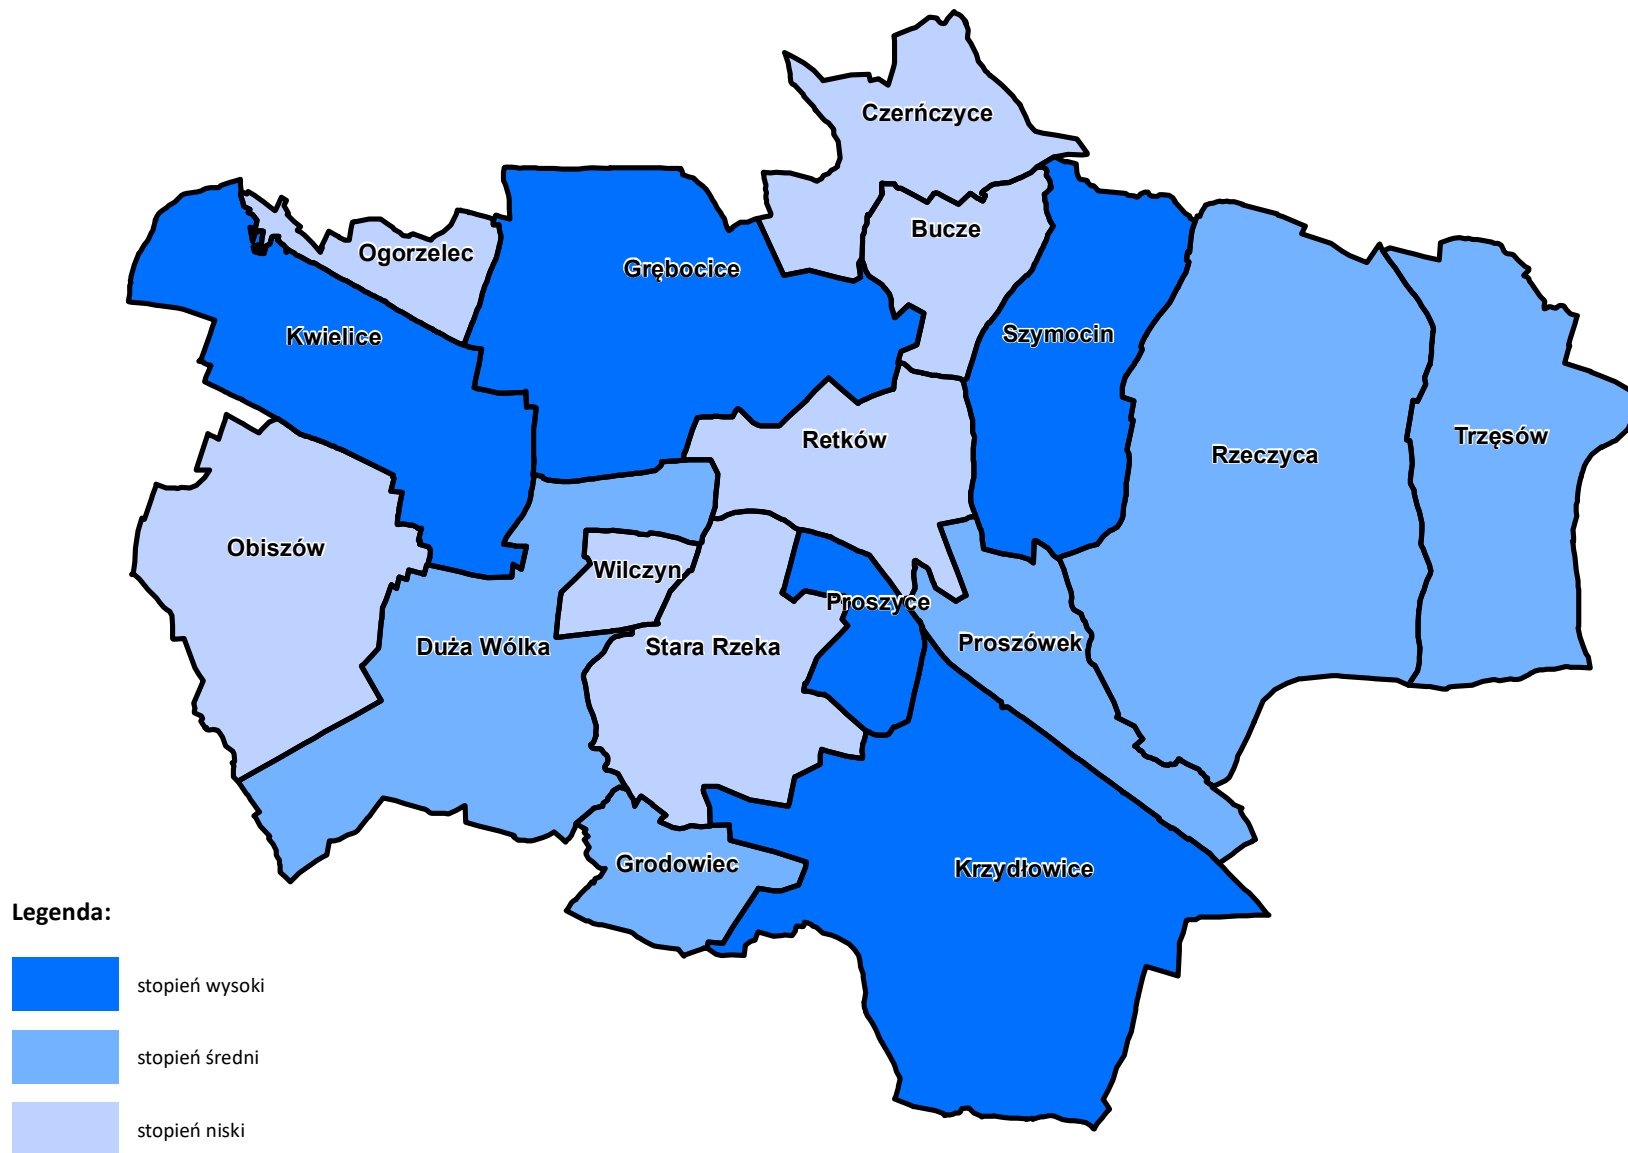 Czerńczyce
Bucze
Ogorzelec
Grębocice
Kwielice
Szymocin
Retków
Trzęsów
Rzeczyca
Obiszów
Wilczyn
Proszyce
Duża Wólka
Stara Rzeka
Proszówek
Grodowiec
Krzydłowice
Legenda:
stopień wysoki
stopień średni
stopień niski